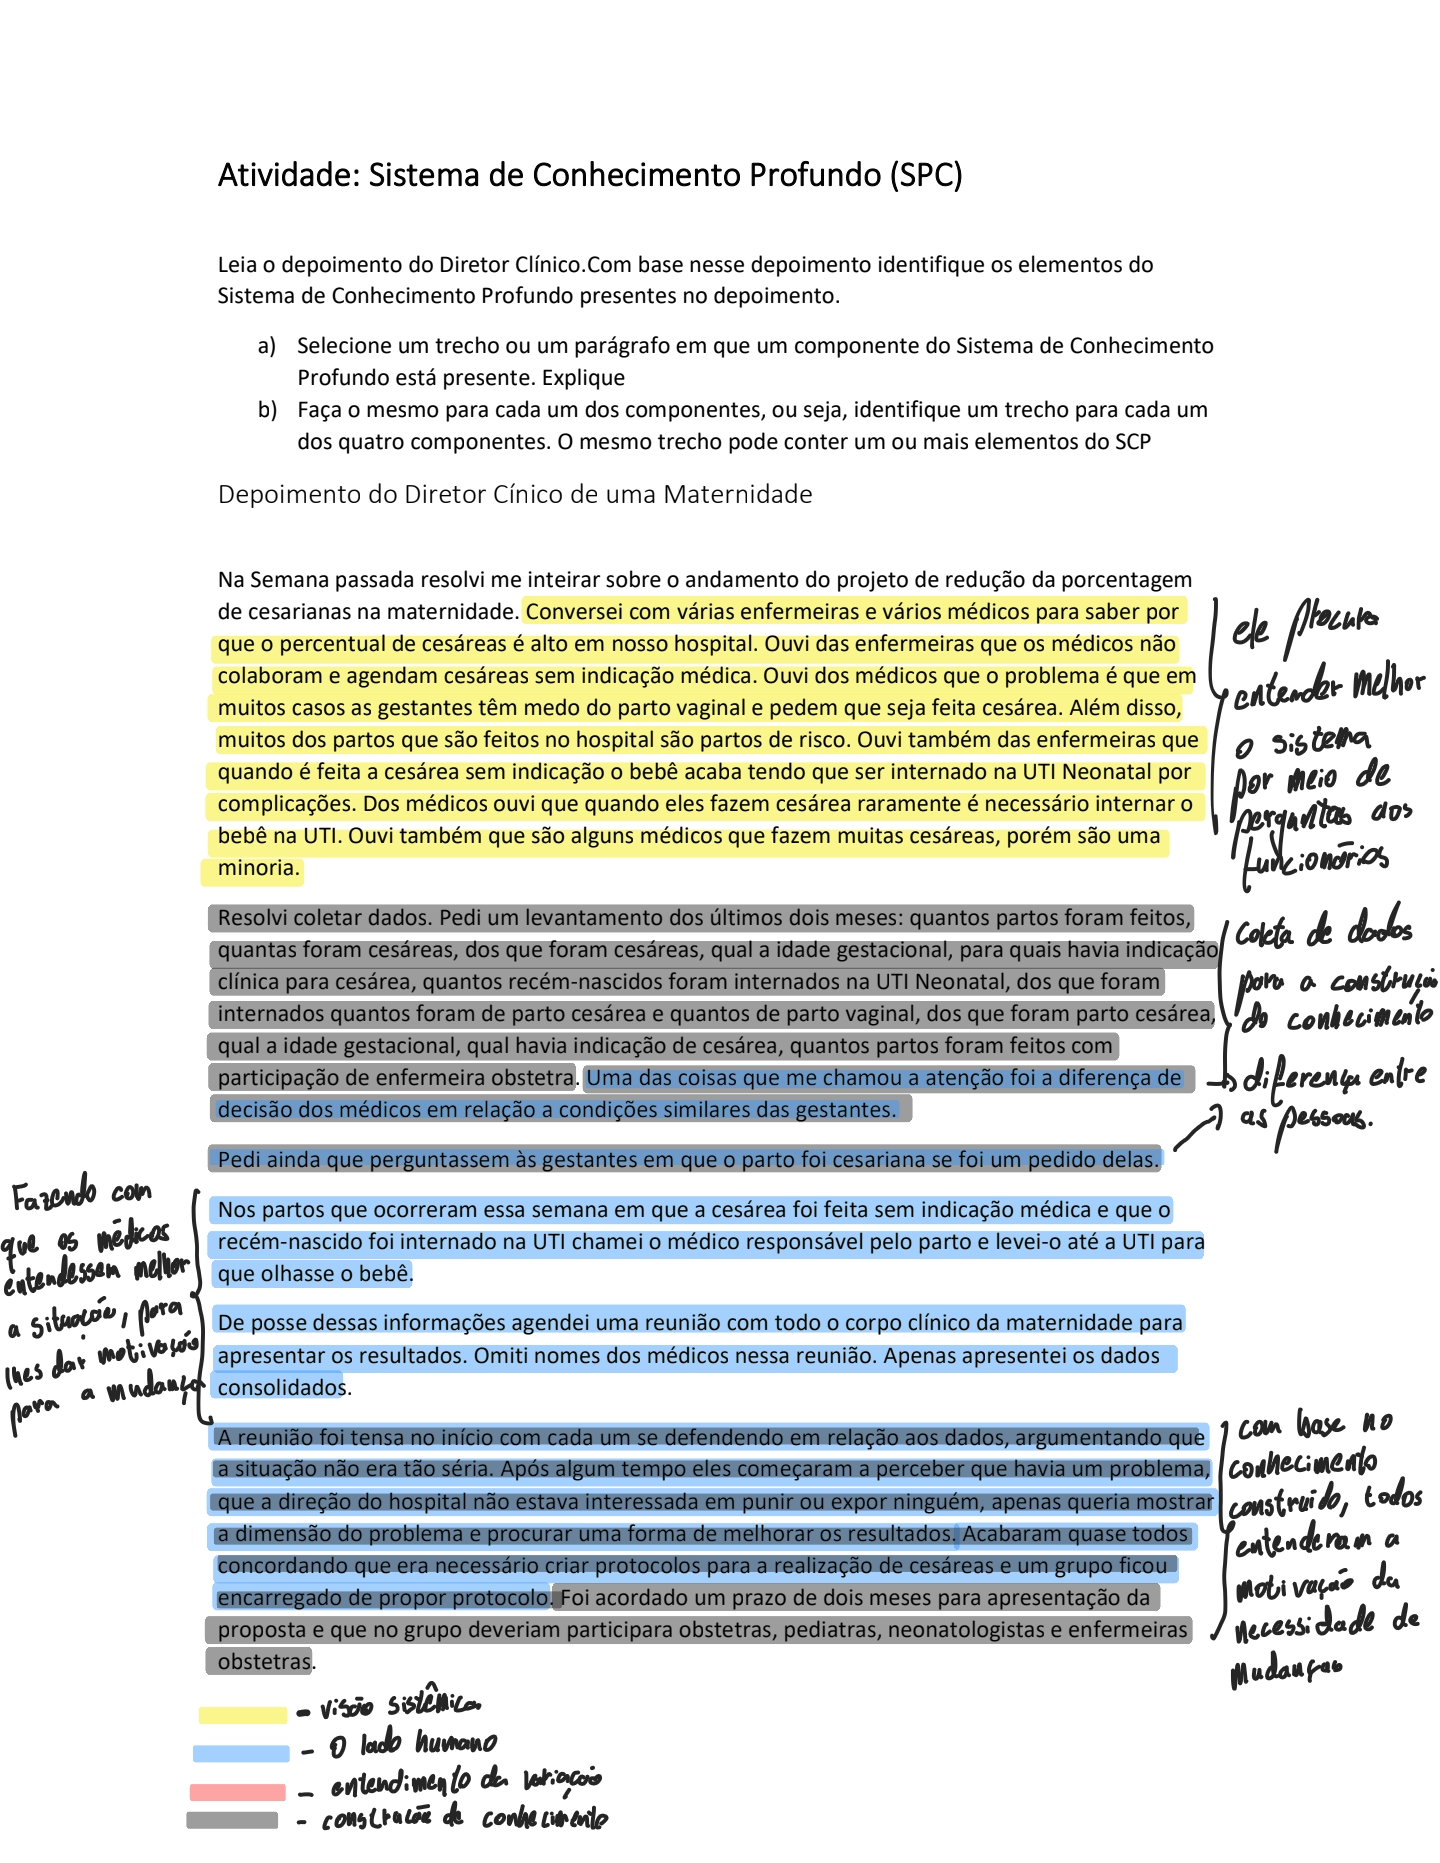 Atividade: Sistema de Conhecimento Profundo (SPC)
Leia o depoimento do Diretor Clínico.Com base nesse depoimento identifique os elementos do
Sistema de Conhecimento Profundo presentes no depoimento.
a) Selecione um trecho ou um parágrafo em que um componente do Sistema de Conhecimento
Profundo está presente. Explique
b) Faça o mesmo para cada um dos componentes, ou seja, identifique um trecho para cada um
dos quatro componentes. O mesmo trecho pode conter um ou mais elementos do SCP
Depoimento do Diretor Cínico de uma Maternidade
Na Semana passada resolvi me inteirar sobre o andamento do projeto de redução da porcentagem
de cesarianas na maternidade. Conversei com várias enfermeiras e vários médicos para saber por
que o percentual de cesáreas é alto em nosso hospital. Ouvi das enfermeiras que os médicos não
colaboram e agendam cesáreas sem indicação médica. Ouvi dos médicos que o problema é que em
muitos casos as gestantes têm medo do parto vaginal e pedem que seja feita cesárea. Além disso,
muitos dos partos que são feitos no hospital são partos de risco. Ouvi também das enfermeiras que
quando é feita a cesárea sem indicação o bebê acaba tendo que ser internado na UTI Neonatal por
complicações. Dos médicos ouvi que quando eles fazem cesárea raramente é necessário internar o
bebê na UTI. Ouvi também que são alguns médicos que fazem muitas cesáreas, porém são uma
minoria.
ele procura
entender melhor
o sistema
por meio de
perguntas aos
funcionários
Resolvi coletar dados. Pedi um levantamento dos últimos dois meses: quantos partos foram feitos,
quantas foram cesáreas, dos que foram cesáreas, qual a idade gestacional, para quais havia indicação
clínica para cesárea, quantos recém-nascidos foram internados na UTI Neonatal, dos que foram
internados quantos foram de parto cesárea e quantos de parto vaginal, dos que foram parto cesárea,
qual a idade gestacional, qual havia indicação de cesárea, quantos partos foram feitos com
participação de enfermeira obstetra. Uma das coisas que me chamou a atenção foi a diferença de
decisão dos médicos em relação a condições similares das gestantes.
Coleta de dados
para a construção
do conhecimento
diferença entre
as pessoas.
Pedi ainda que perguntassem às gestantes em que o parto foi cesariana se foi um pedido delas.
Fazendo com
que os médicos
entendessem melhor
a situação, para
lhes dar motivação
para a mudança
Nos partos que ocorreram essa semana em que a cesárea foi feita sem indicação médica e que o
recém-nascido foi internado na UTI chamei o médico responsável pelo parto e levei-o até a UTI para
que olhasse o bebê.
De posse dessas informações agendei uma reunião com todo o corpo clínico da maternidade para
apresentar os resultados. Omiti nomes dos médicos nessa reunião. Apenas apresentei os dados
consolidados.
A reunião foi tensa no início com cada um se defendendo em relação aos dados, argumentando que
a situação não era tão séria. Após algum tempo eles começaram a perceber que havia um problema,
que a direção do hospital não estava interessada em punir ou expor ninguém, apenas queria mostrar
a dimensão do problema e procurar uma forma de melhorar os resultados. Acabaram quase todos
concordando que era necessário criar protocolos para a realização de cesáreas e um grupo ficou
encarregado de propor protocolo. Foi acordado um prazo de dois meses para apresentação da
proposta e que no grupo deveriam participara obstetras, pediatras, neonatologistas e enfermeiras
obstetras.
com base no
conhecimento
construído, todos
entenderam a
motivação da
necessidade de
mudanças
- visão sistêmica
- O lado humano
- entendimento da variação
- construção de conhecimento